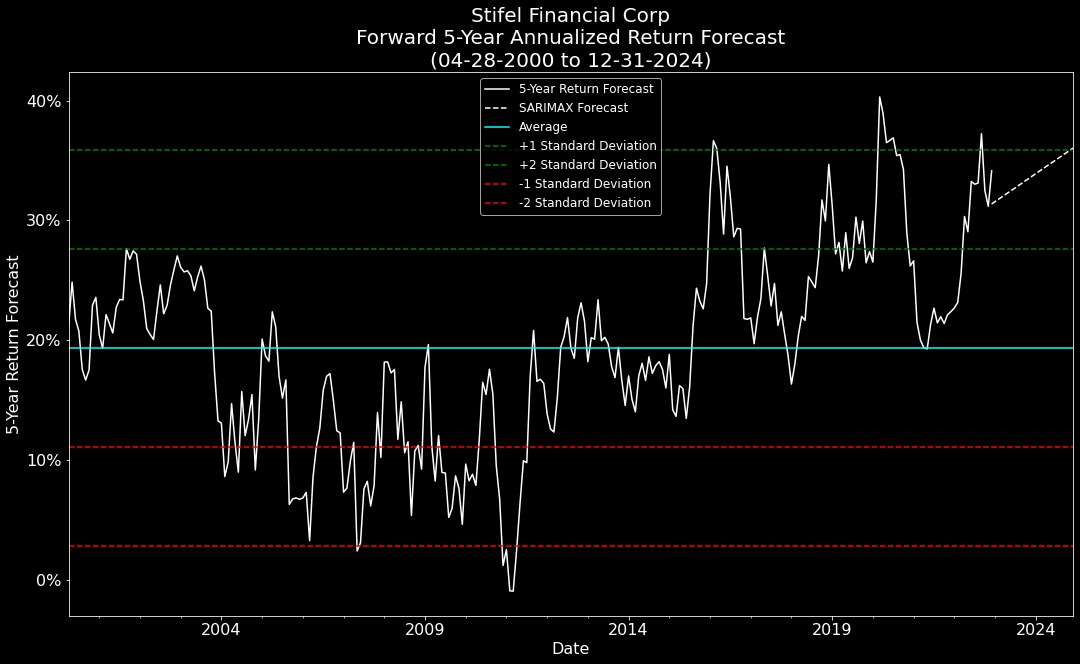 Stifel Financial Corp
Forward 5-Year Annualized Return Forecast
(04-28-2000 to 12-31-2024)
5-Year Return Forecast
SARIMAX Forecast
Average
+1 Standard Deviation
+2 Standard Deviation
-1 Standard Deviation
-2 Standard Deviation
5-Year Return Forecast
40%
30%
20%
10%
0%
2004
2009
2014
2019
2024
Date